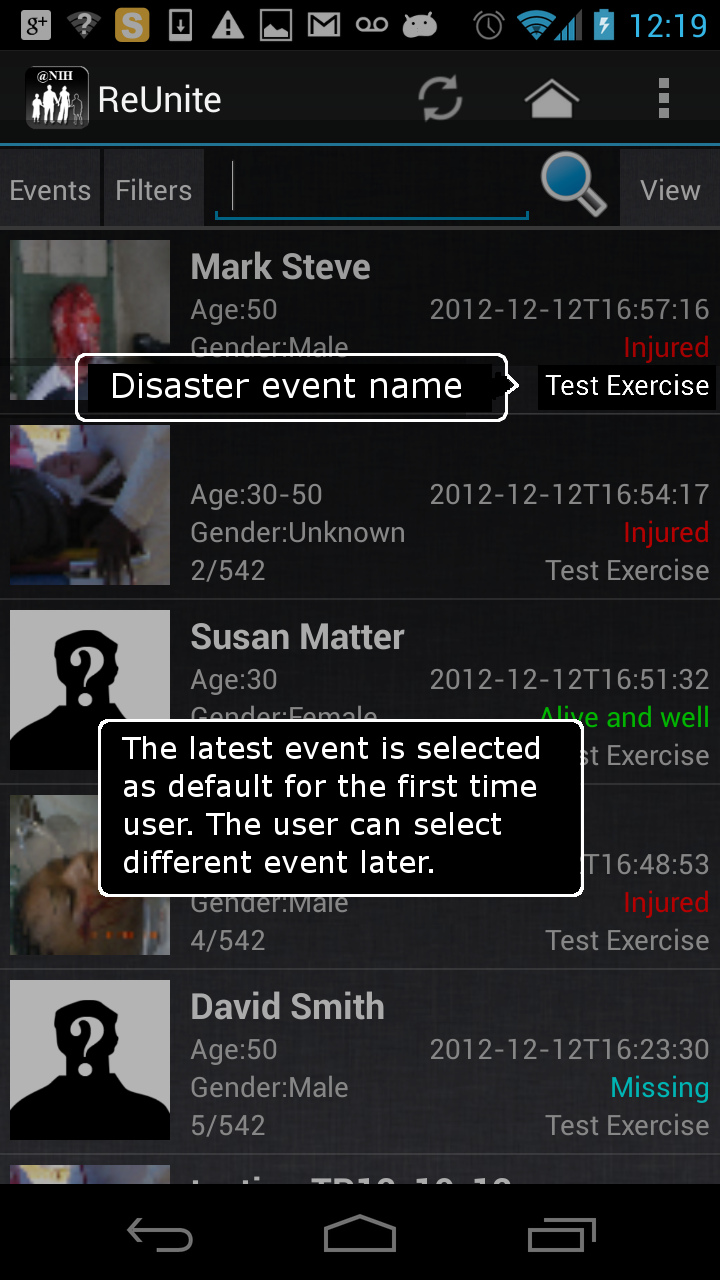 g+ ? S 12:19
@NIH ReUnite
Events Filters View
Mark Steve
Age:50 2012-12-12T16:57:16
Gender:Male Injured
Disaster event name Test Exercise
Age:30-50 2012-12-12T16:54:17
Gender:Unknown Injured
2/542 Test Exercise
Susan Matter
Age:30 2012-12-12T16:51:32
Gender:Female Alive and well
The latest event is selected
as default for the first time
user. The user can select
different event later.
st Exercise
T16:48:53
Gender:Male Injured
4/542 Test Exercise
?
David Smith
Age:50 2012-12-12T16:23:30
Gender:Male Missing
5/542 Test Exercise
?